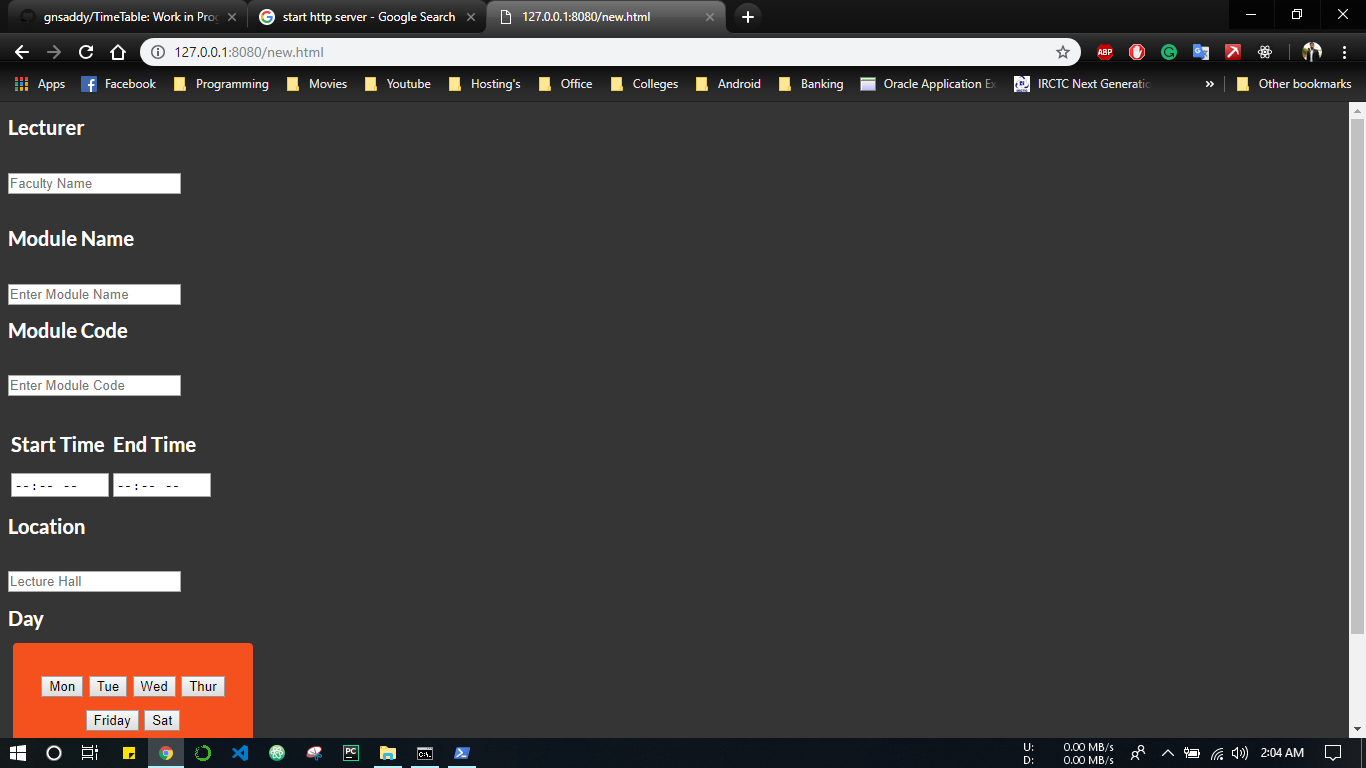 gnsaddy/TimeTable: Work in Prog
start http server - Google Search
127.0.0.1:8080/new.html
127.0.0.1:8080/new.html
ABP
Apps
Facebook
Programming
Movies
Youtube
Hosting's
Office
Colleges
Android
Banking
Oracle Application Ex
IRCTC Next Generatio
»
Other bookmarks
Lecturer
Faculty Name
Module Name
Enter Module Name
Module Code
Enter Module Code
Start Time End Time
--:-- -- --:-- --
Location
Lecture Hall
Day
Mon Tue Wed Thur
Friday Sat
PC
C:\.
U: 0.00 MB/s
D: 0.00 MB/s
2:04 AM